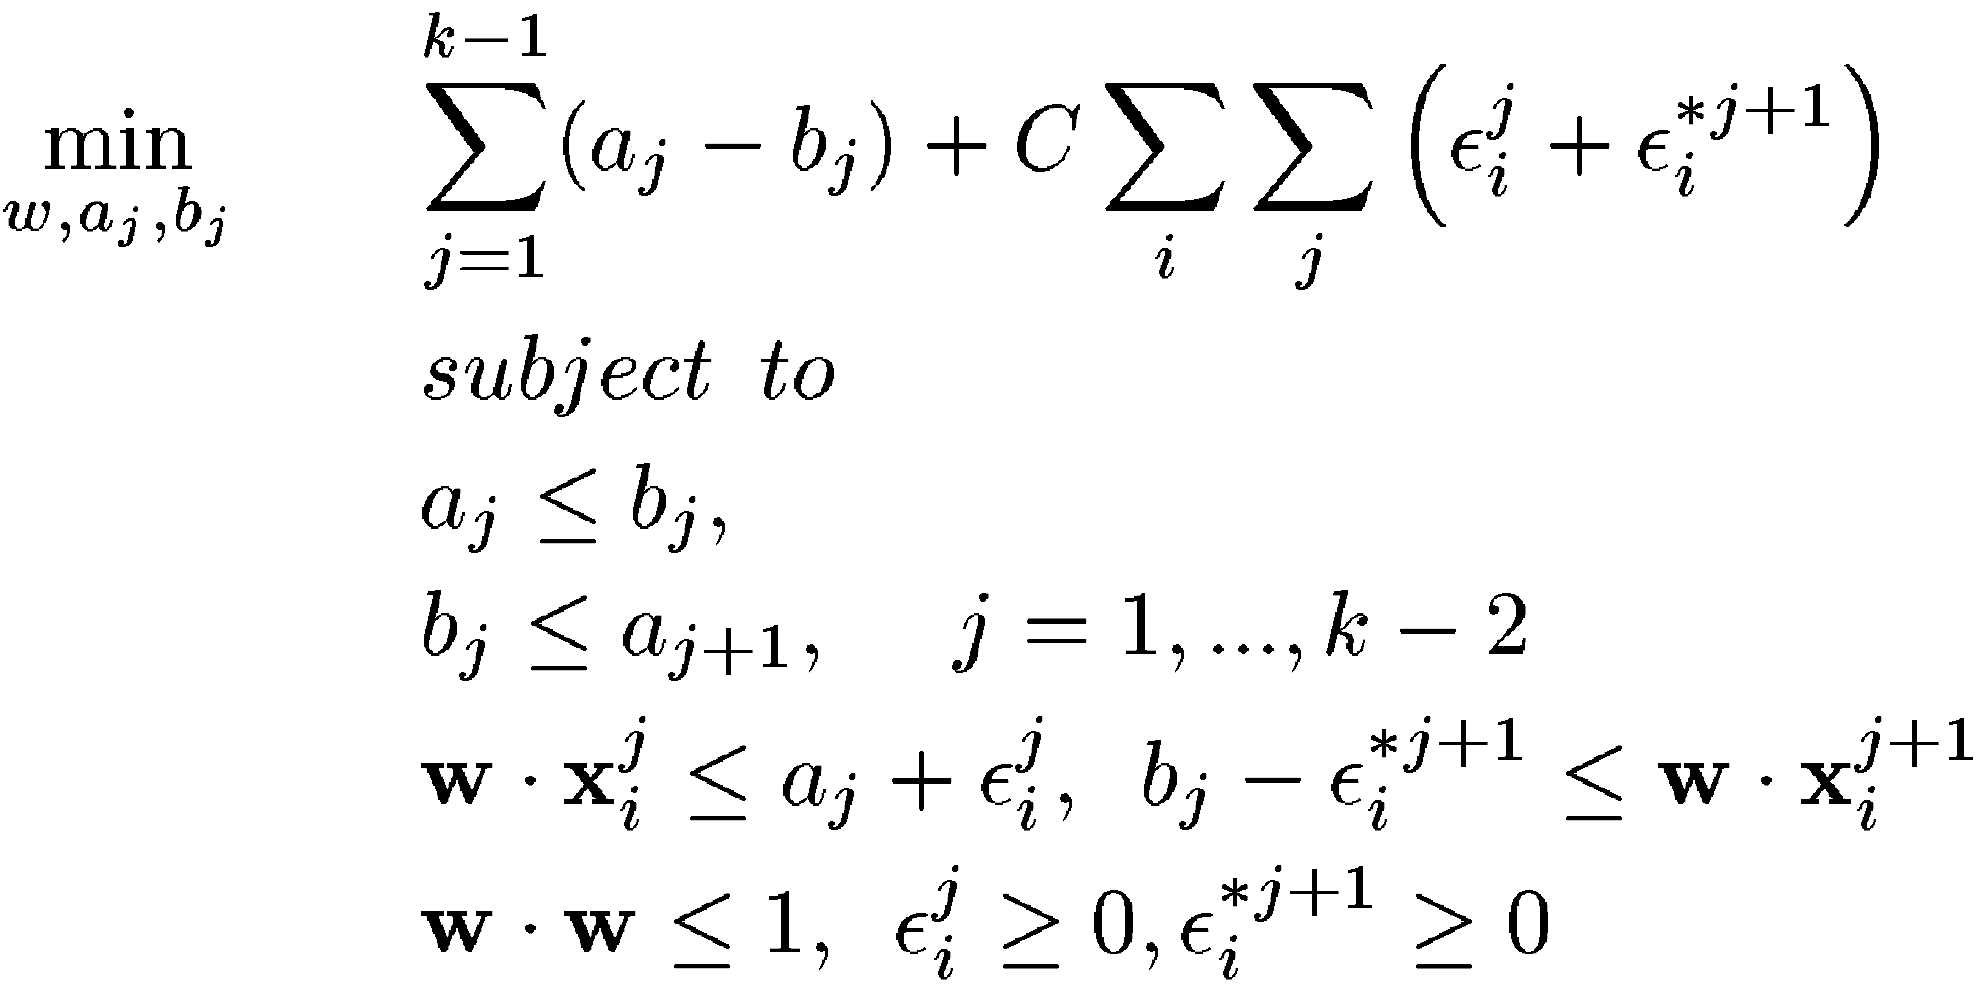 $\min_{w,a_j,b_j} \quad \sum_{j=1}^{k-1}(a_j - b_j) + C\sum_i \sum_j \left(\epsilon_i^j + \epsilon_i^{*j+1}\right)$
$subject \ to$
$a_j \leq b_j,$
$b_j \leq a_{j+1}, \quad j = 1,...,k-2$
$\mathbf{w} \cdot \mathbf{x}_i^j \leq a_j + \epsilon_i^j, \ b_j - \epsilon_i^{*j+1} \leq \mathbf{w} \cdot \mathbf{x}_i^{j+1}$
$\mathbf{w} \cdot \mathbf{w} \leq 1, \ \epsilon_i^j \geq 0, \epsilon_i^{*j+1} \geq 0$